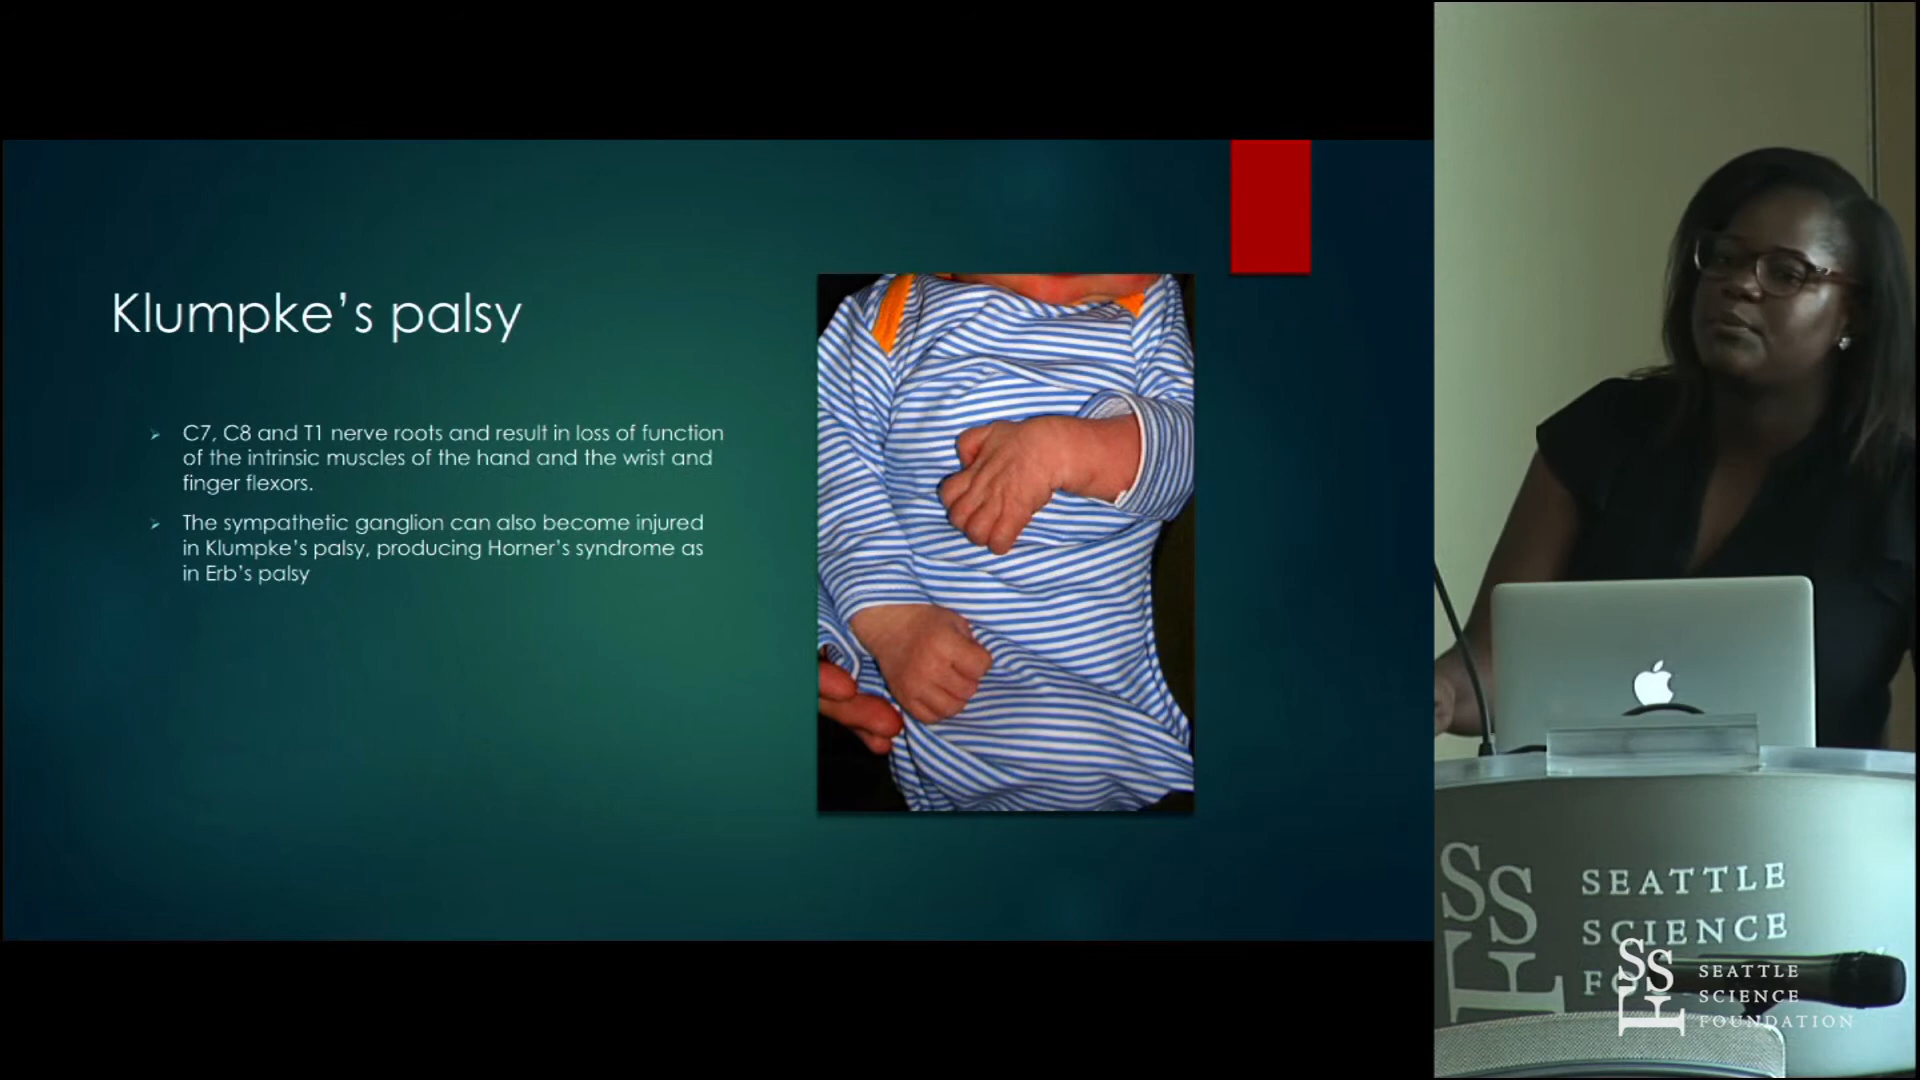 Klumpke's palsy
C7, C8 and T1 nerve roots and result in loss of function
of the intrinsic muscles of the hand and the wrist and
finger flexors.
The sympathetic ganglion can also become injured
in Klumpke's palsy, producing Horner's syndrome as
in Erb's palsy
SSF
SEATTLE
SCIENCE
SSF
SEATTLE
SCIENCE
FOUNDATION